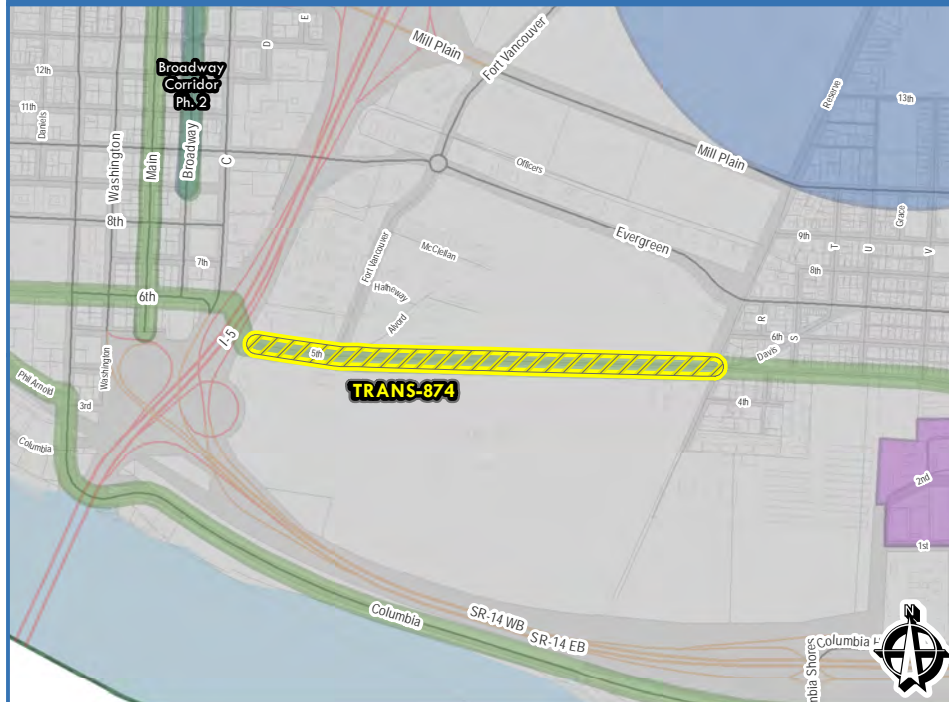 E
D
Mill Plain
Fort Vancouver
12th
Broadway
Corridor
Ph. 2
Reserve
13th
11th
Daniels
Washington
Main
Broadway
C
Officers
Mill Plain
8th
Grace
9th
T
U
V
Evergreen
7th
Fort Vancouver
McClellan
8th
Hatheway
6th
Alvord
R
6th
S
Davis
I-5
5th
Washington
TRANS-874
Phil Arnold
3rd
4th
Columbia
2nd
1st
Columbia
SR-14 WB
SR-14 EB
Columbia H
mbia Shores
N